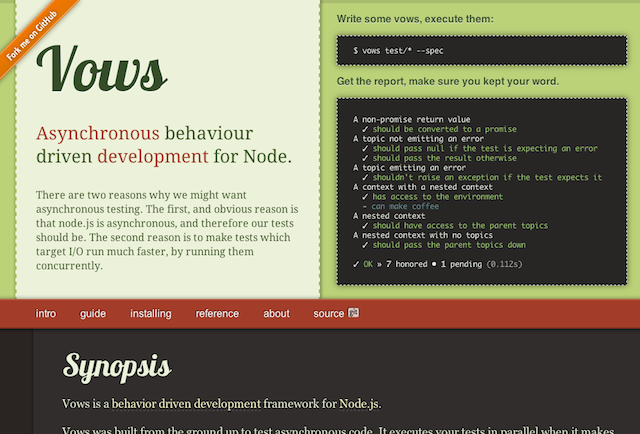 Fork me on GitHub
Vows
Asynchronous behaviour
driven development for Node.
There are two reasons why we might want
asynchronous testing. The first, and obvious reason is
that node.js is asynchronous, and therefore our tests
should be. The second reason is to make tests which
target I/O run much faster, by running them
concurrently.
Write some vows, execute them:
$ vows test/* --spec
Get the report, make sure you kept your word.
A non-promise return value
✓ should be converted to a promise
A topic not emitting an error
✓ should pass null if the test is expecting an error
✓ should pass the result otherwise
A topic emitting an error
✓ shouldn't raise an exception if the test expects it
A context with a nested context
✓ has access to the environment
- can make coffee
A nested context
✓ should have access to the parent topics
A nested context with no topics
✓ should pass the parent topics down
✓ OK » 7 honored • 1 pending (0.112s)
intro guide installing reference about source
Synopsis
Vows is a behavior driven development framework for Node.js.
Vows was built from the ground up to test asynchronous code. It executes your tests in parallel when it makes